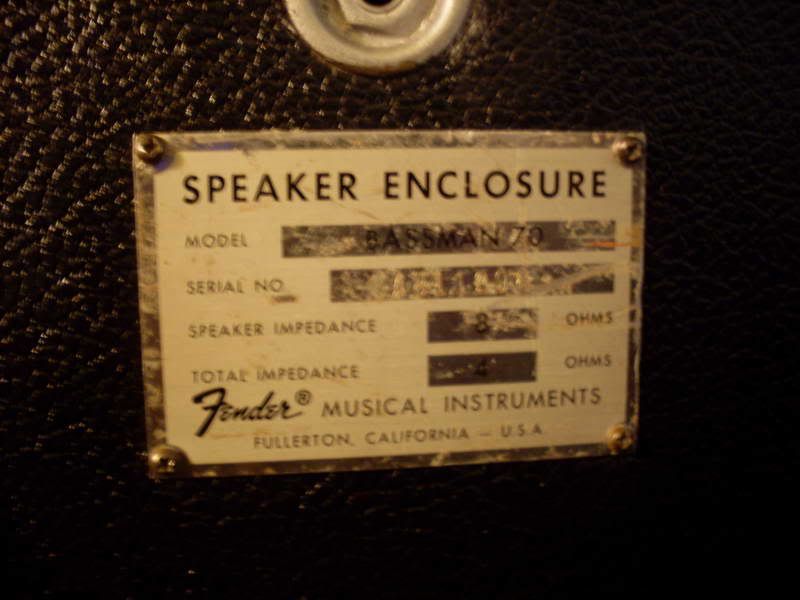 SPEAKER ENCLOSURE
MODEL BASSMAN 70
SERIAL NO
SPEAKER IMPEDANCE 8 OHMS
TOTAL IMPEDANCE 4 OHMS
Fender® MUSICAL INSTRUMENTS
FULLERTON, CALIFORNIA — U.S.A